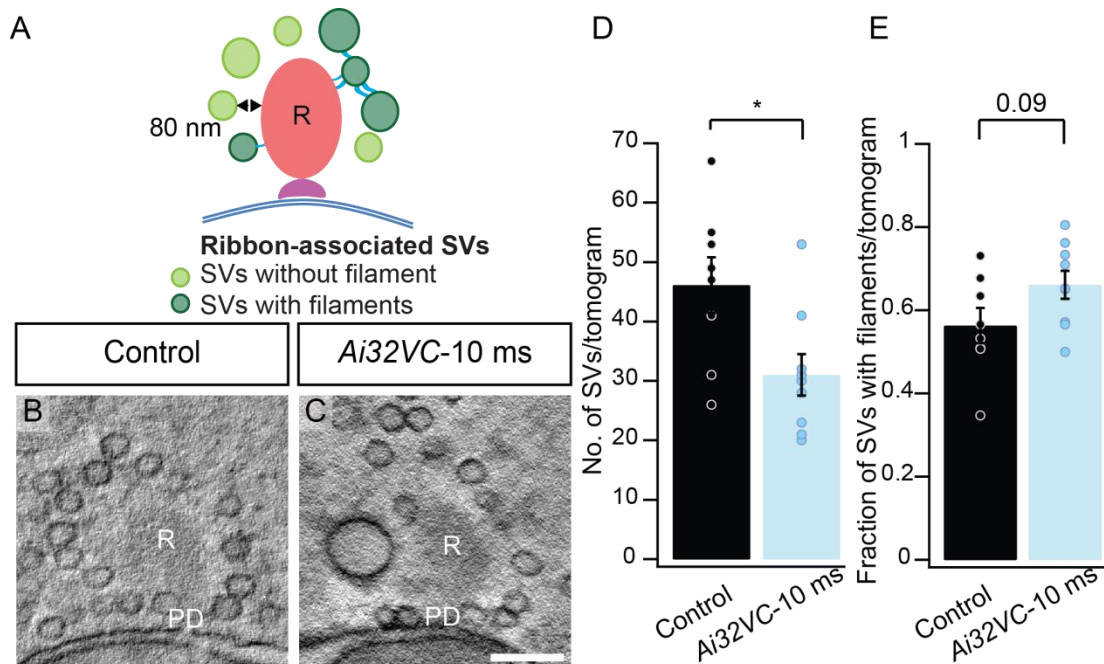 A
R
80 nm
Ribbon-associated SVs
SVs without filament
SVs with filaments
Control
Ai32VC-10 ms
B
R
PD
C
R
PD
D
*
No. of SVs/tomogram
70
60
50
40
30
20
10
0
Control
Ai32VC-10 ms
E
0.09
Fraction of SVs with filaments/tomogram
1
0.8
0.6
0.4
0.2
0
Control
Ai32VC-10 ms